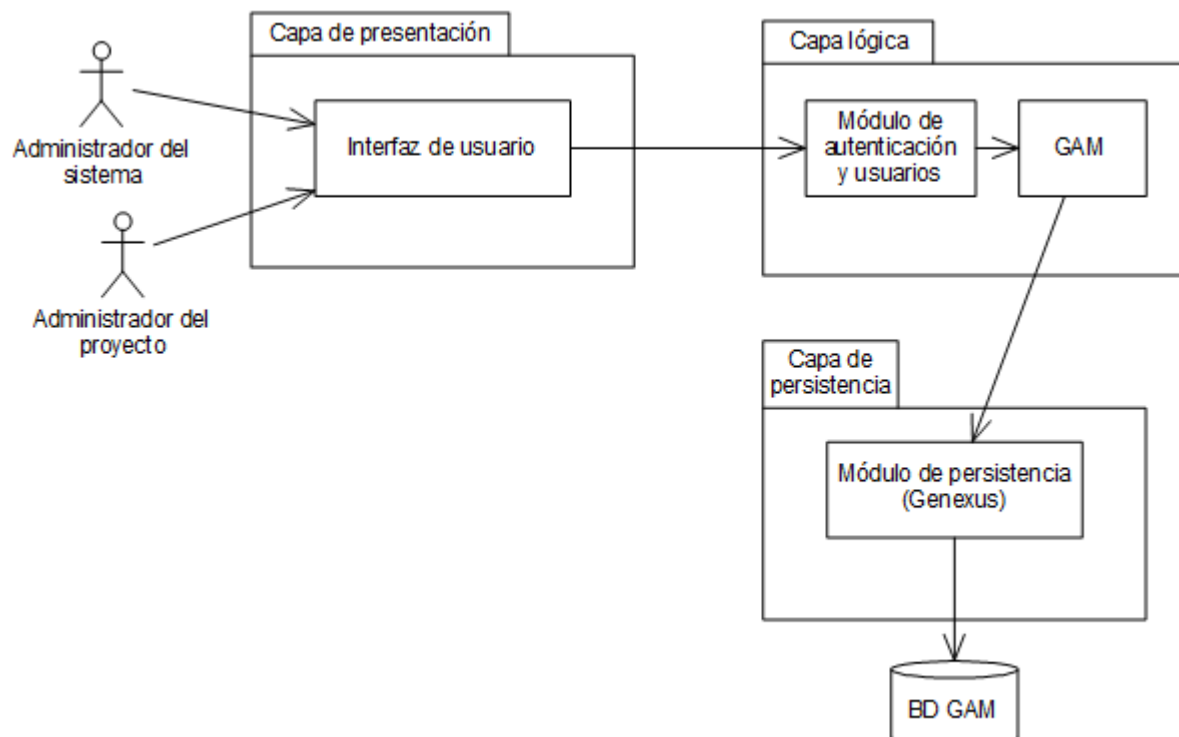 Capa de presentación
Capa lógica
Administrador del
sistema
Interfaz de usuario
Módulo de
autenticación
y usuarios
GAM
Administrador del
proyecto
Capa de
persistencia
Módulo de persistencia
(Genexus)
BD GAM